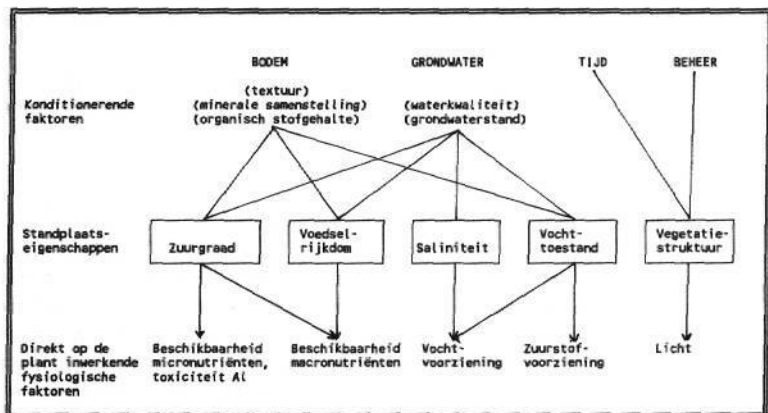 BODEM GRONDWATER TIJD BEHEER
(textuur)
Konditionerende (minerale samenstelling) (waterkwaliteit)
faktoren (organisch stofgehalte) (grondwaterstand)
Standplaats- Voedsel- Vocht- Vegetatie-
eigenschappen Zuurgraad rijkdom Saliniteit toestand struktuur
Direkt op de Beschikbaarheid Beschikbaarheid Vocht- Zuurstof- Licht
plant inwerkende micronutriënten, macronutriënten voorziening voorziening
fysiologische toxiciteit Al
faktoren